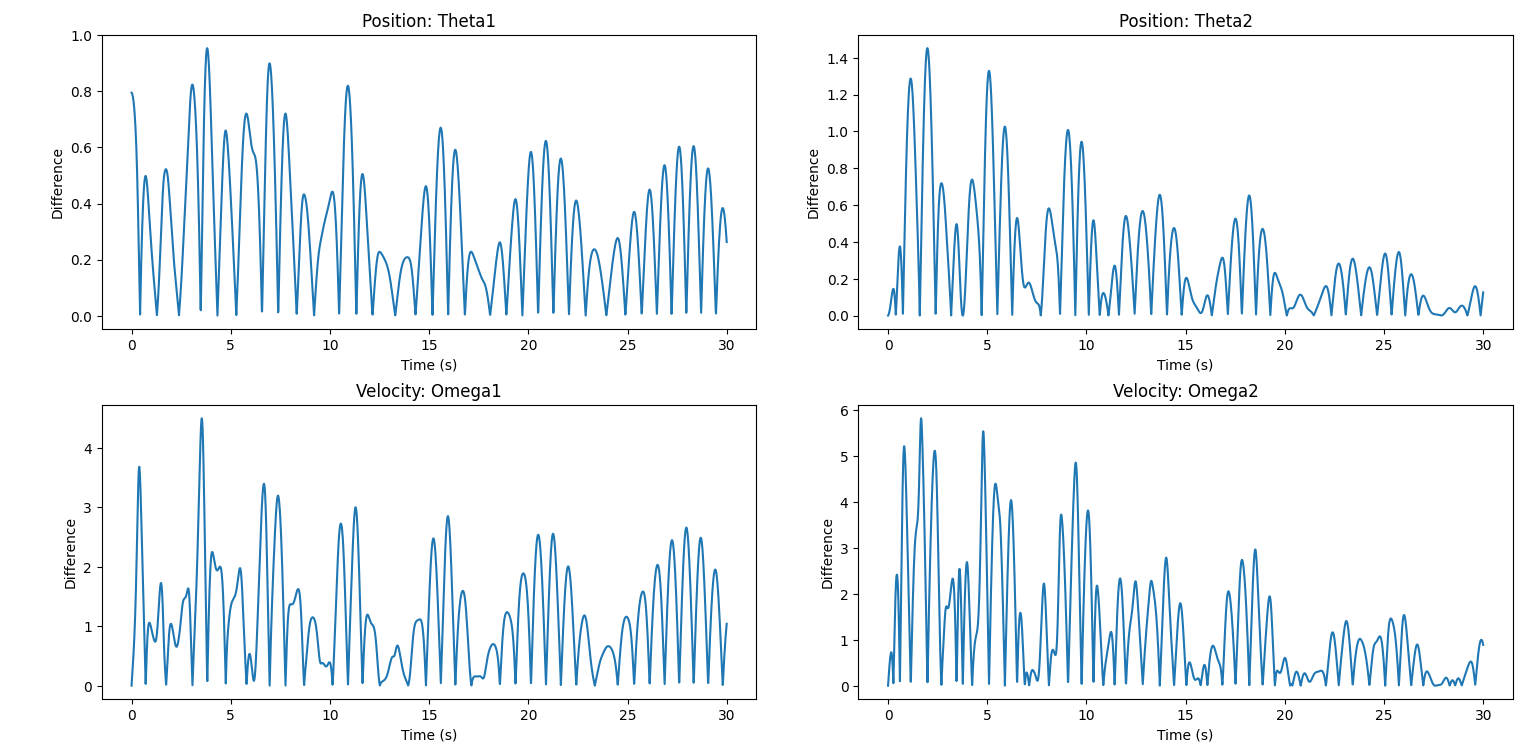 Position: Theta1
Position: Theta2
1.0
0.8
0.6
0.4
0.2
0.0
Difference
0 5 10 15 20 25 30
Time (s)
1.4
1.2
1.0
0.8
0.6
0.4
0.2
0.0
Difference
0 5 10 15 20 25 30
Time (s)
Velocity: Omega1
Velocity: Omega2
4
3
2
1
0
Difference
0 5 10 15 20 25 30
Time (s)
6
5
4
3
2
1
0
Difference
0 5 10 15 20 25 30
Time (s)